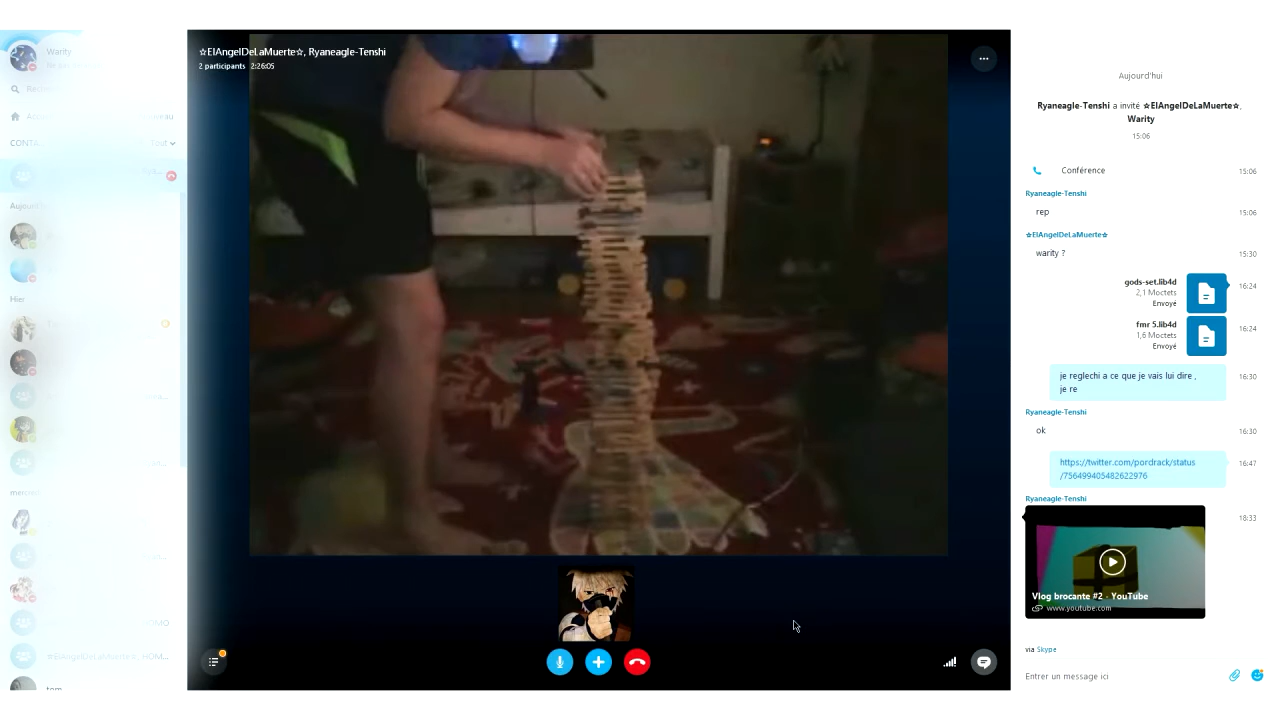 Warity
CONTA
Tout
Hier
tom
☆ElAngelDeLaMuerte☆, Ryaneagle-Tenshi
2 participants 2:26:05
Aujourd'hui
Ryaneagle-Tenshi a invité ☆ElAngelDeLaMuerte☆,
Warity
15:06
Conférence 15:06
Ryaneagle-Tenshi
rep 15:06
☆ElAngelDeLaMuerte☆
warity ? 15:30
gods-set.lib4d
2,1 Moctets
Envoyé
16:24
fmr 5.lib4d
1,6 Moctets
Envoyé
16:24
je reglechi a ce que je vais lui dire ,
je re
16:30
Ryaneagle-Tenshi
ok 16:30
https://twitter.com/pordrack/status
/756499405482622976
16:47
Ryaneagle-Tenshi
18:33
Vlog brocante #2 - YouTube
www.youtube.com
via Skype
Entrer un message ici